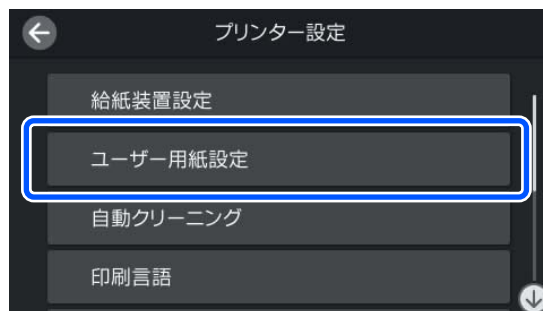 プリンター設定
給紙装置設定
ユーザー用紙設定
自動クリーニング
印刷言語